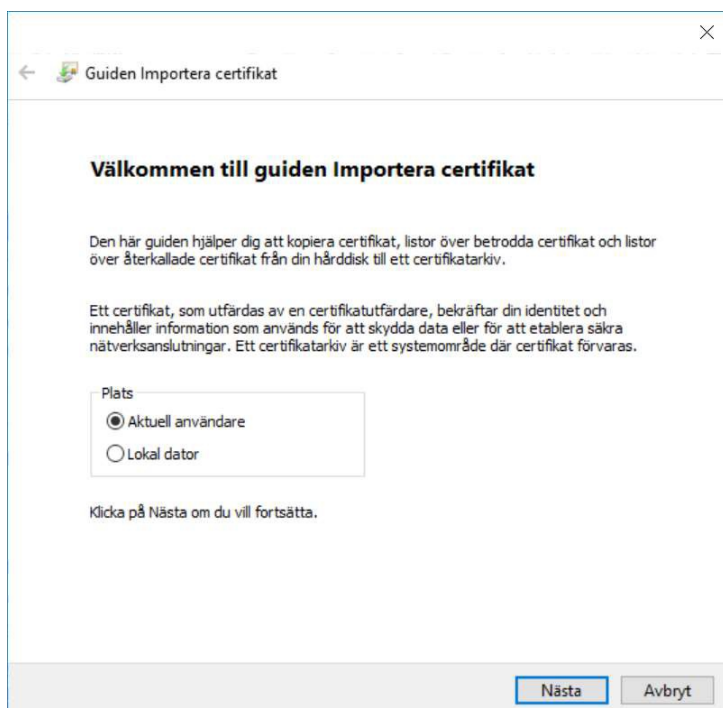 Guiden Importera certifikat
Välkommen till guiden Importera certifikat
Den här guiden hjälper dig att kopiera certifikat, listor över betrodda certifikat och listor
över återkallade certifikat från din hårddisk till ett certifikatarkiv.
Ett certifikat, som utfärdas av en certifikatutfärdare, bekräftar din identitet och
innehåller information som används för att skydda data eller för att etablera säkra
nätverksanslutningar. Ett certifikatarkiv är ett systemområde där certifikat förvaras.
Plats
Aktuell användare
Lokal dator
Klicka på Nästa om du vill fortsätta.
Nästa Avbryt